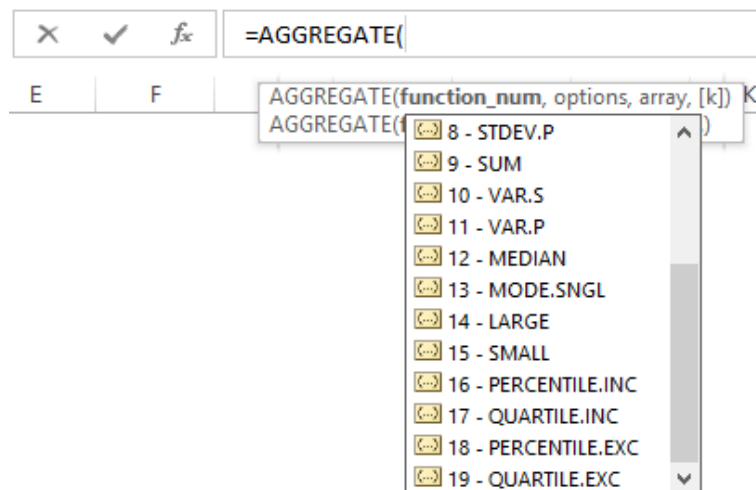 fx =AGGREGATE(
E F K
AGGREGATE(function_num, options, array, [k])
AGGREGATE(f )
8 - STDEV.P
9 - SUM
10 - VAR.S
11 - VAR.P
12 - MEDIAN
13 - MODE.SNGL
14 - LARGE
15 - SMALL
16 - PERCENTILE.INC
17 - QUARTILE.INC
18 - PERCENTILE.EXC
19 - QUARTILE.EXC